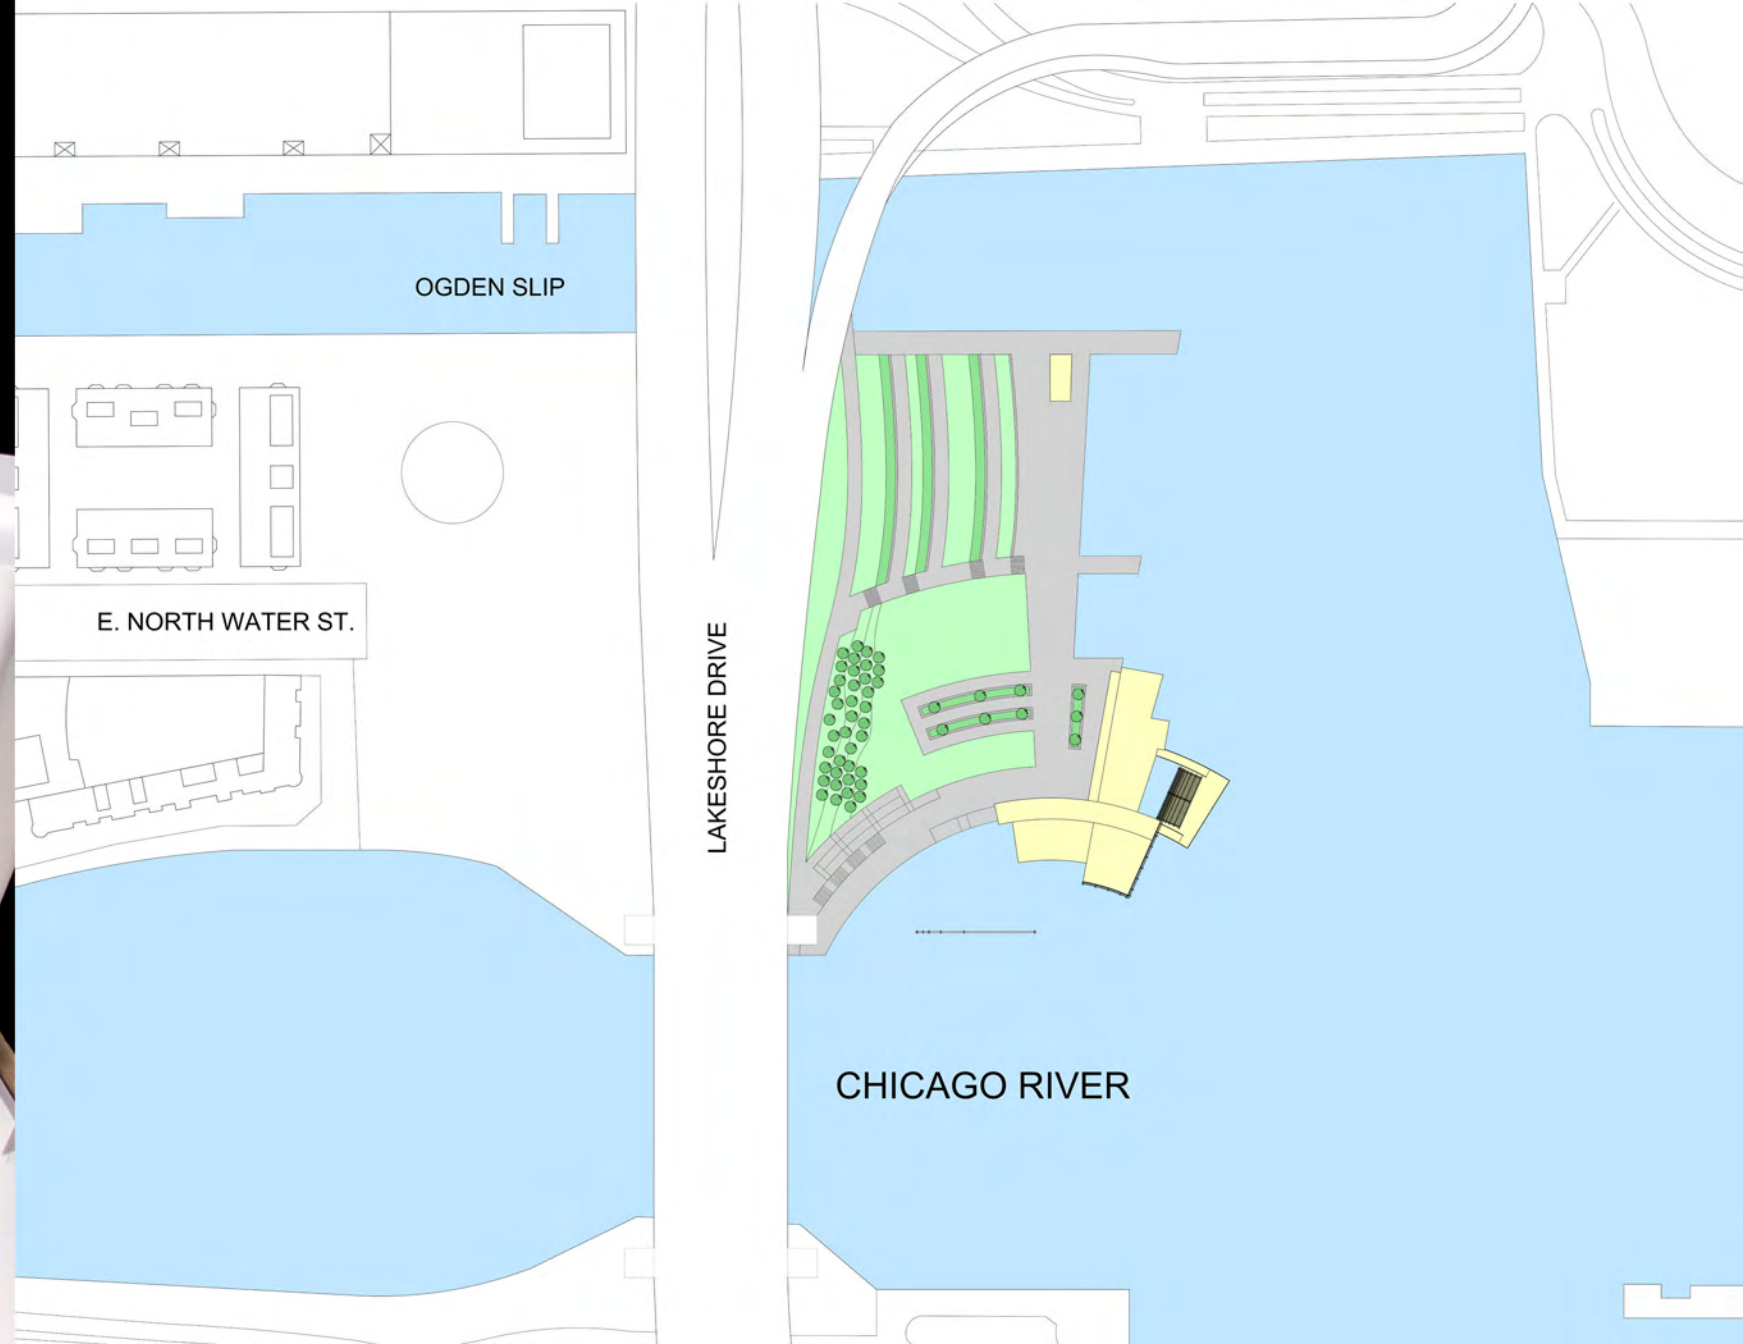 OGDEN SLIP
E. NORTH WATER ST.
LAKESHORE DRIVE
CHICAGO RIVER